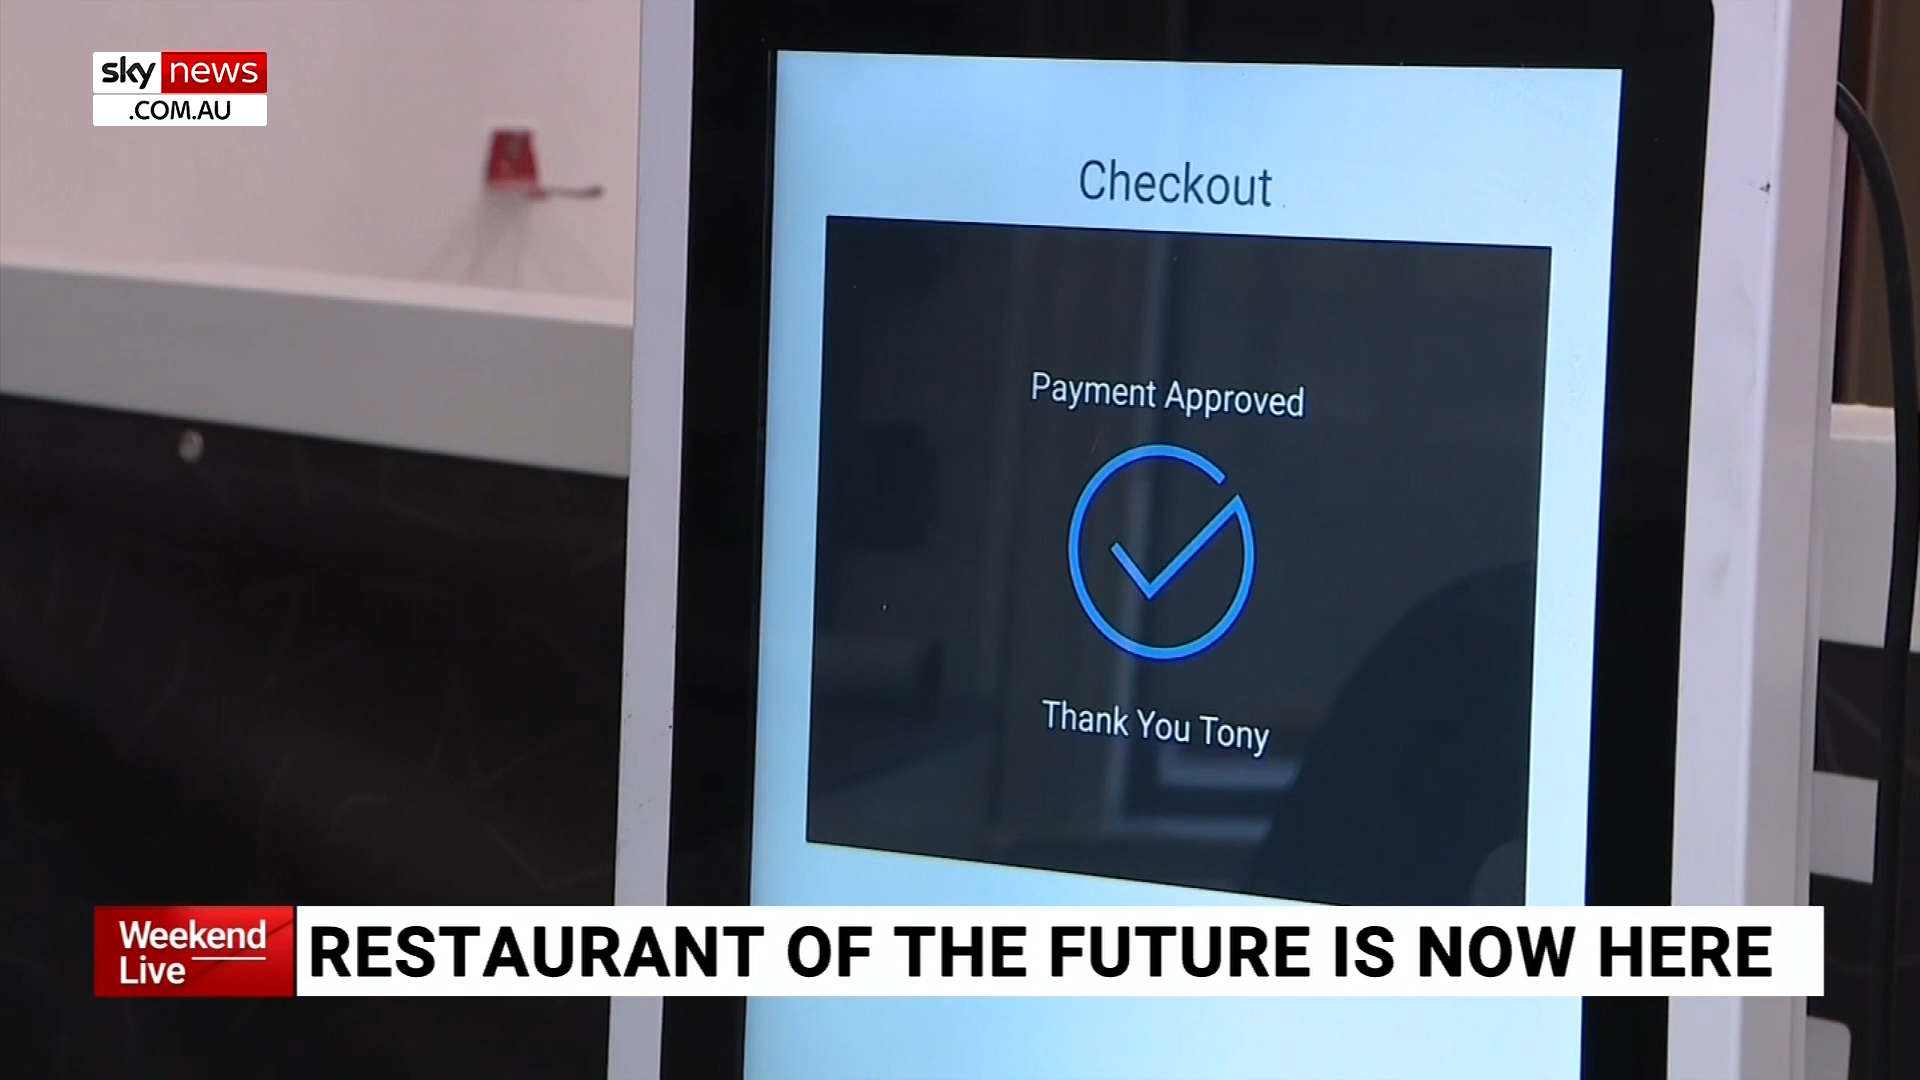 sky news
.COM.AU
Checkout
Payment Approved
Thank You Tony
Weekend
Live
RESTAURANT OF THE FUTURE IS NOW HERE